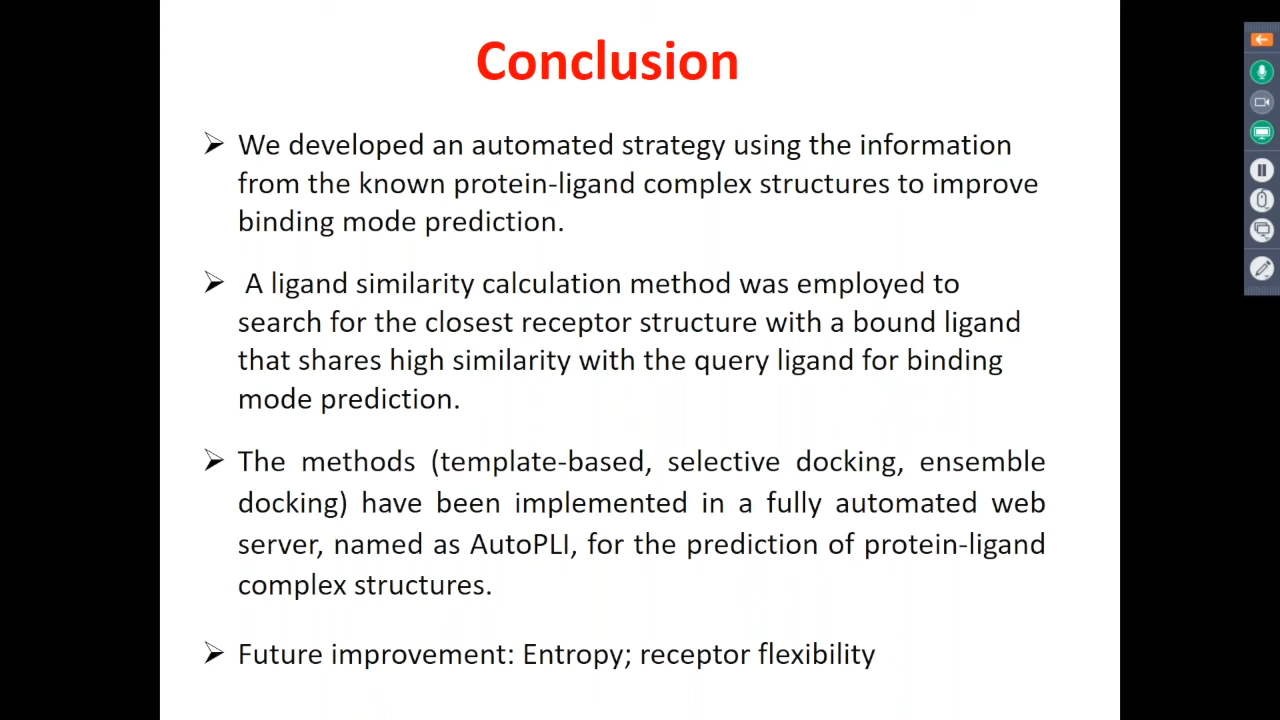 Conclusion
➢ We developed an automated strategy using the information
from the known protein-ligand complex structures to improve
binding mode prediction.
➢ A ligand similarity calculation method was employed to
search for the closest receptor structure with a bound ligand
that shares high similarity with the query ligand for binding
mode prediction.
➢ The methods (template-based, selective docking, ensemble
docking) have been implemented in a fully automated web
server, named as AutoPLI, for the prediction of protein-ligand
complex structures.
➢ Future improvement: Entropy; receptor flexibility